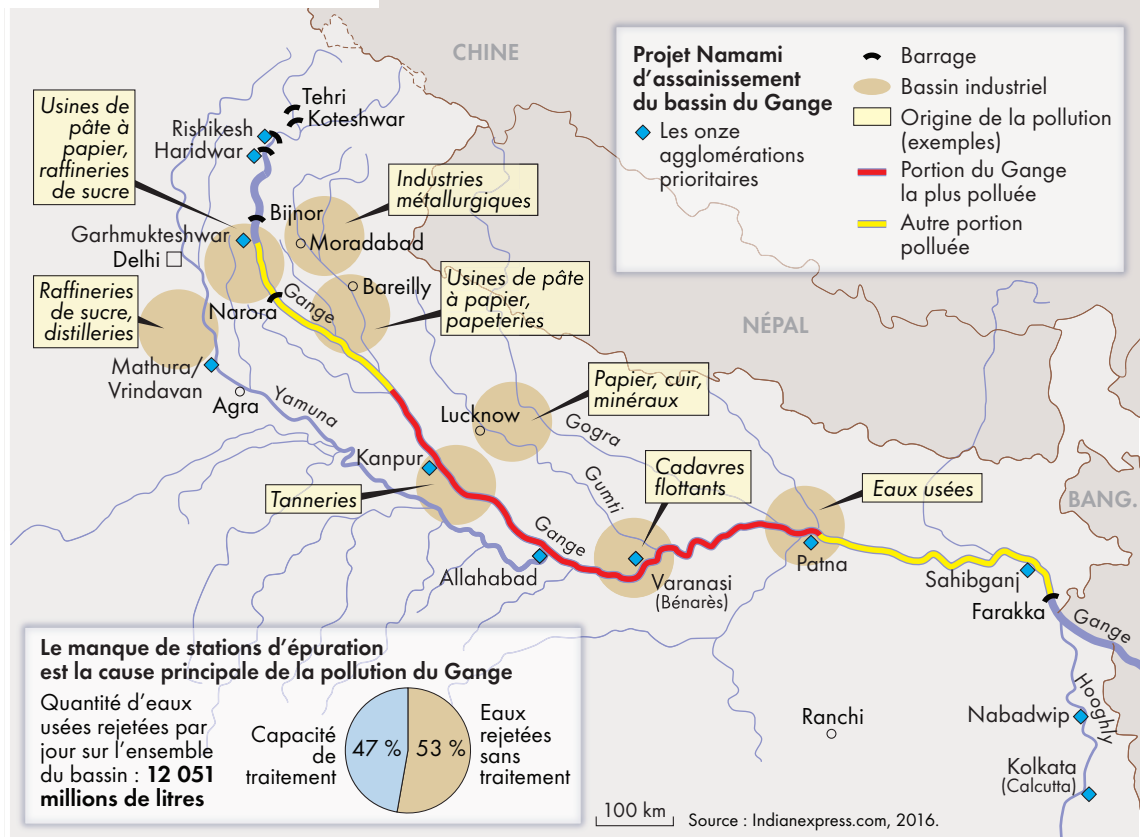 CHINE
Projet Namami
d'assainissement
du bassin du Gange
Les onze
agglomérations
prioritaires
Barrage
Bassin industriel
Origine de la pollution
(exemples)
Portion du Gange
la plus polluée
Autre portion
polluée
Usines de
pâte à
papier,
raffineries
de sucre
Tehri
Koteshwar
Rishikesh
Haridwar
Industries
métallurgiques
Bijnor
Garhmukteshwar
Moradabad
Delhi
Bareilly
Usines de pâte
à papier,
papeteries
Raffineries
de sucre,
distilleries
Narora
Gange
NÉPAL
Mathura/
Vrindavan
Agra
Yamuna
Papier, cuir,
minéraux
Lucknow
Gogra
Kanpur
Gumti
Cadavres
flottants
Tanneries
Eaux usées
BANG.
Gange
Allahabad
Varanasi
(Bénarès)
Patna
Sahibganj
Farakka
Gange
Hooghly
Le manque de stations d'épuration
est la cause principale de la pollution du Gange
Quantité d'eaux
usées rejetées par
jour sur l'ensemble
du bassin : 12 051
millions de litres
Capacité
de
traitement
47 %
53 %
Eaux
rejetées
sans
traitement
Ranchi
Nabadwip
Kolkata
(Calcutta)
100 km
Source : Indianexpress.com, 2016.